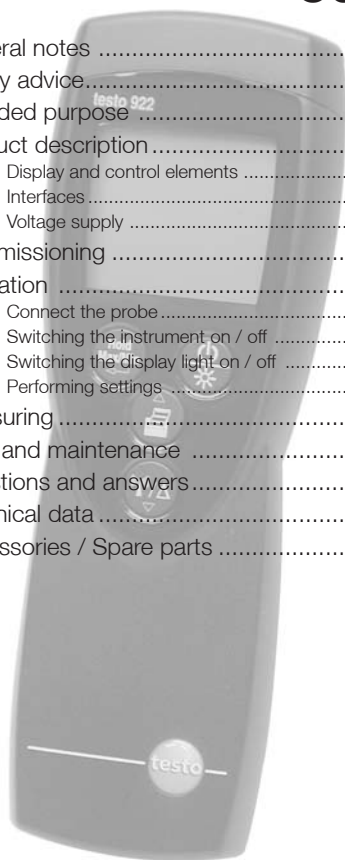 eral notes ..........................................
y advice..........................................
testo 922
ded purpose ..........................................
uct description ..........................................
Display and control elements ....................
Interfaces ..........................................
Voltage supply ..........................................
missioning ..........................................
ation ..........................................
Connect the probe ..........................................
Switching the instrument on / off ..........
Switching the display light on / off ..........
Hold
Performing settings ..........................................
suring ..........................................
and maintenance ..........................
stions and answers ..........................
nical data ..........................................
ssories / Spare parts ....................
testo